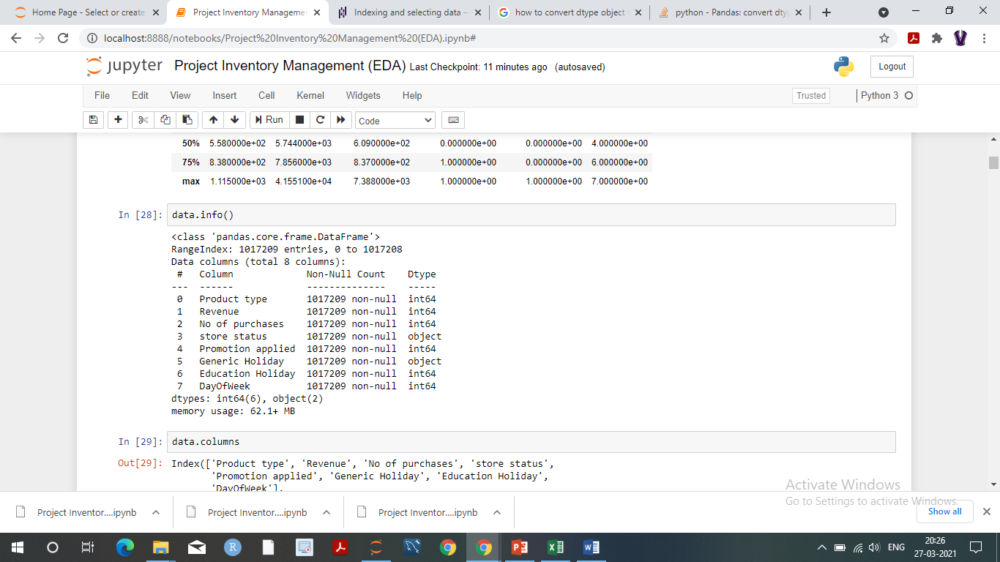 Home Page - Select or create
Project Inventory Manageme
Indexing and selecting data –
how to convert dtype object
python - Pandas: convert dty
localhost:8888/notebooks/Project%20Inventory%20Management%20(EDA).ipynb#
jupyter Project Inventory Management (EDA) Last Checkpoint: 11 minutes ago (autosaved)
Logout
File Edit View Insert Cell Kernel Widgets Help
Trusted
Python 3
Run
Code
50% 5.580000e+02 5.744000e+03 6.090000e+02 0.000000e+00 0.000000e+00 4.000000e+00
75% 8.380000e+02 7.856000e+03 8.370000e+02 1.000000e+00 0.000000e+00 6.000000e+00
max 1.115000e+03 4.155100e+04 7.388000e+03 1.000000e+00 1.000000e+00 7.000000e+00
In [28]: data.info()
<class 'pandas.core.frame.DataFrame'>
RangeIndex: 1017209 entries, 0 to 1017208
Data columns (total 8 columns):
# Column Non-Null Count Dtype
--- ------ -------------- -----
0 Product type 1017209 non-null int64
1 Revenue 1017209 non-null int64
2 No of purchases 1017209 non-null int64
3 store status 1017209 non-null object
4 Promotion applied 1017209 non-null int64
5 Generic Holiday 1017209 non-null object
6 Education Holiday 1017209 non-null int64
7 DayOfWeek 1017209 non-null int64
dtypes: int64(6), object(2)
memory usage: 62.1+ MB
In [29]: data.columns
Out[29]: Index(['Product type', 'Revenue', 'No of purchases', 'store status',
'Promotion applied', 'Generic Holiday', 'Education Holiday',
'DayOfWeek'],
Activate Windows
Go to Settings to activate Windows.
Project Inventor....ipynb
Project Inventor....ipynb
Project Inventor....ipynb
Show all
ENG
20:26
27-03-2021